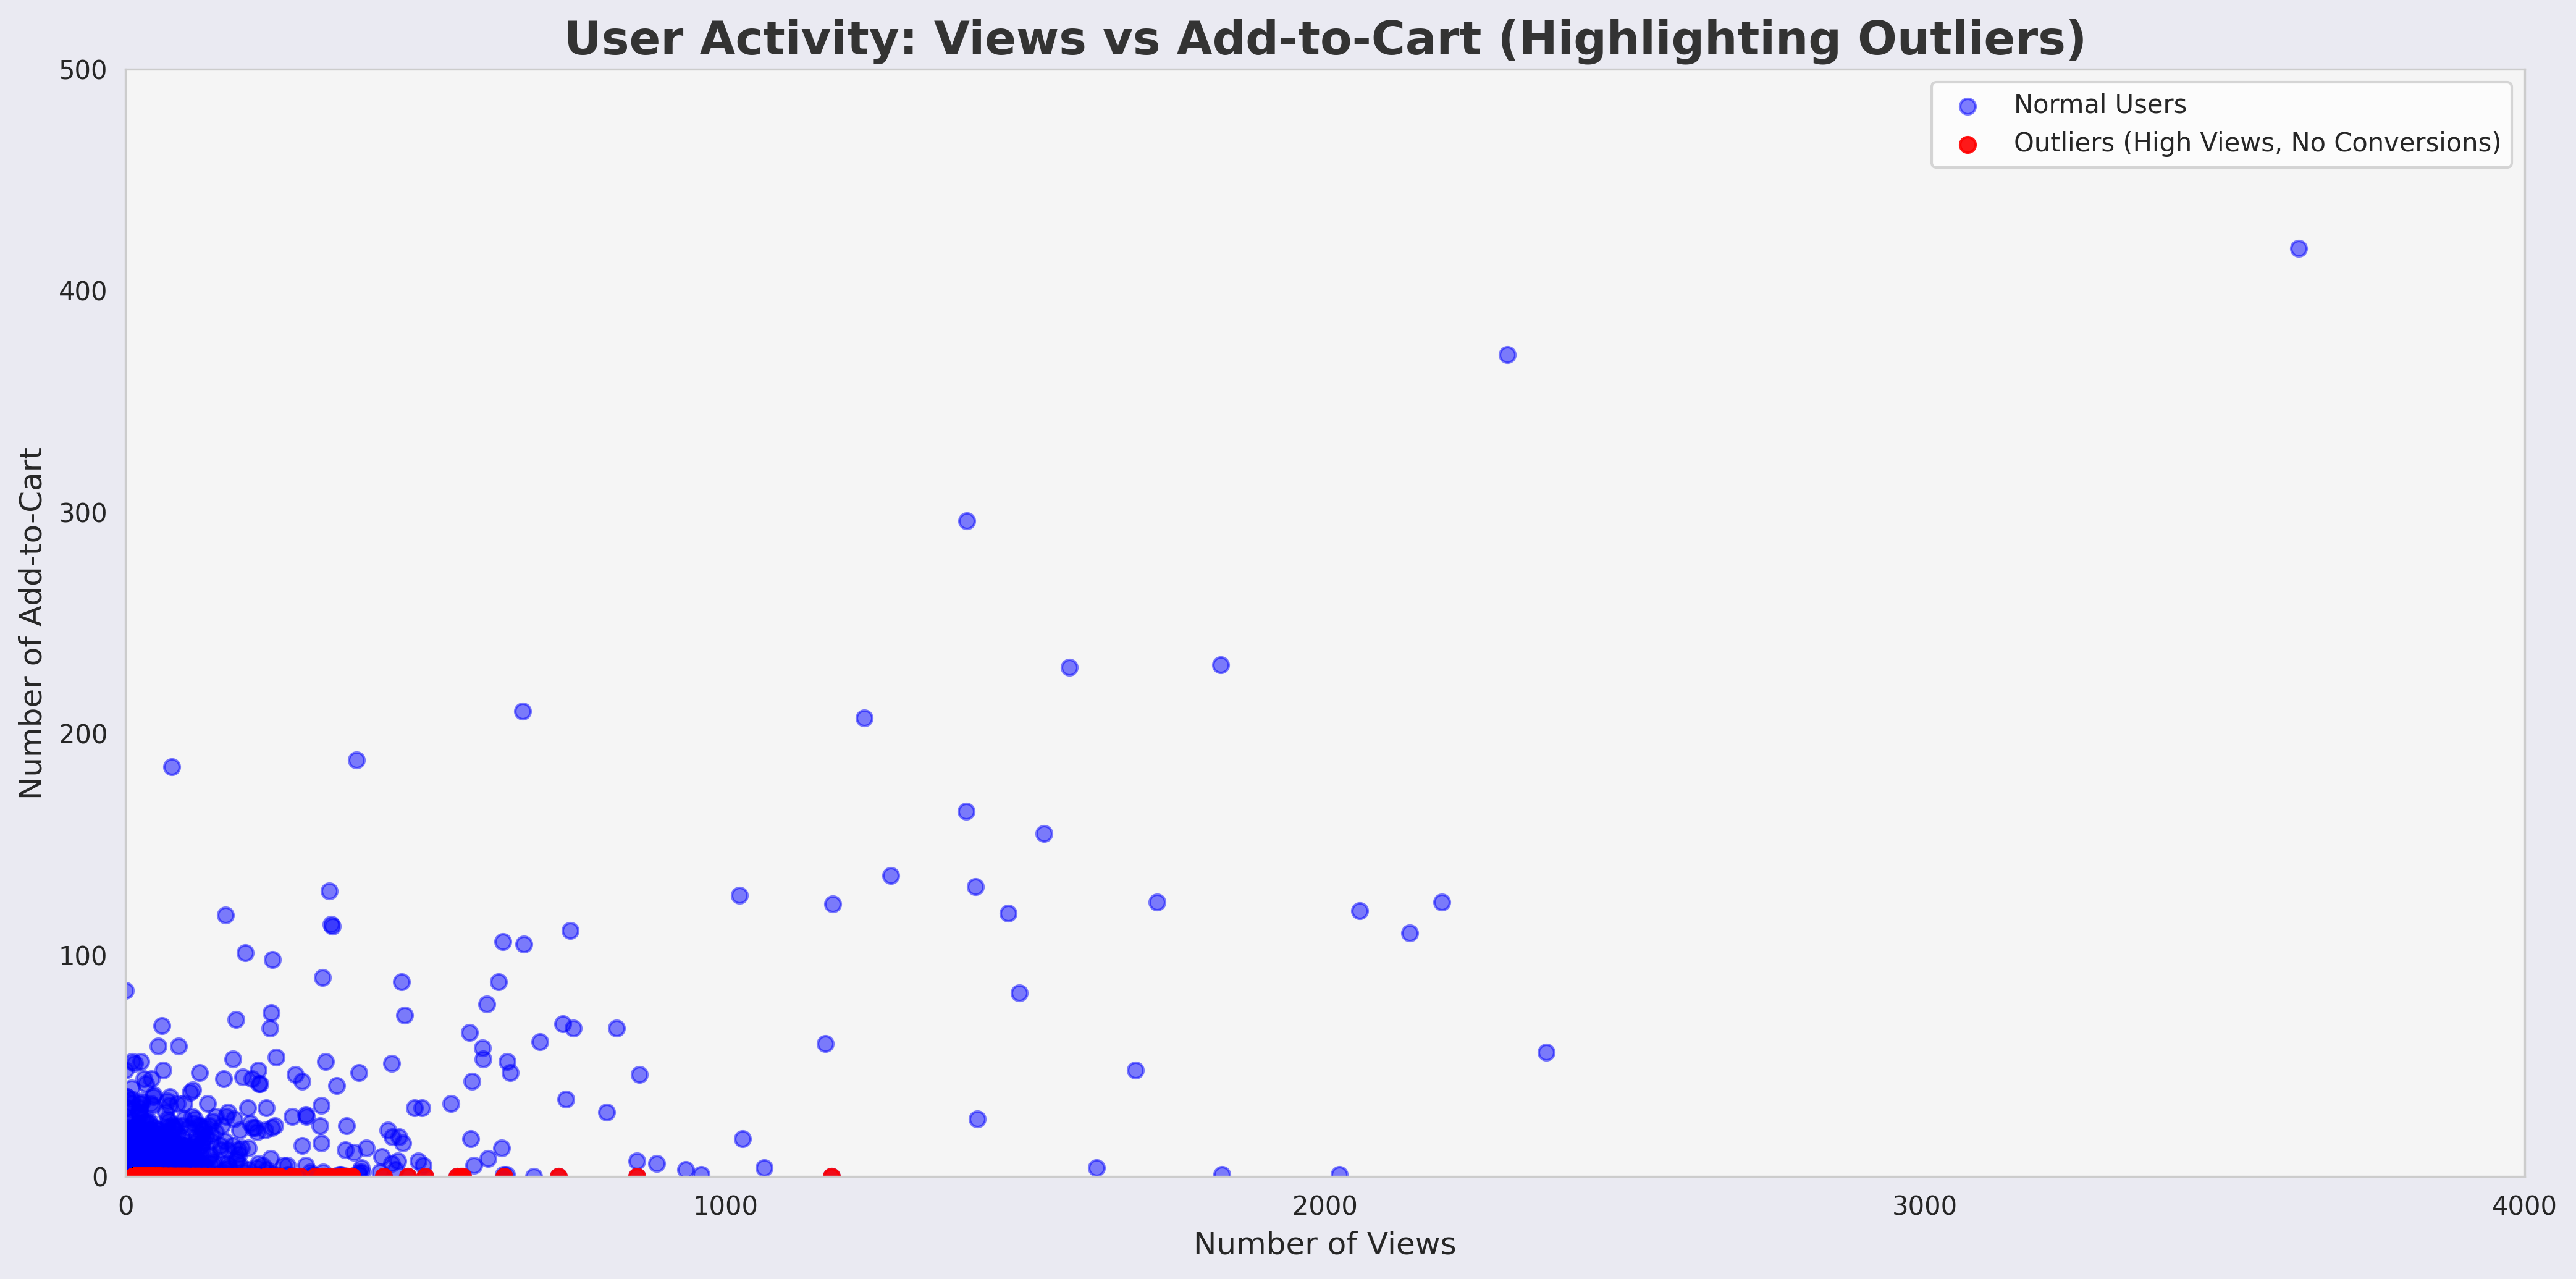 User Activity: Views vs Add-to-Cart (Highlighting Outliers)
Normal Users
Outliers (High Views, No Conversions)
Number of Add-to-Cart
500
400
300
200
100
0
0 1000 2000 3000 4000
Number of Views